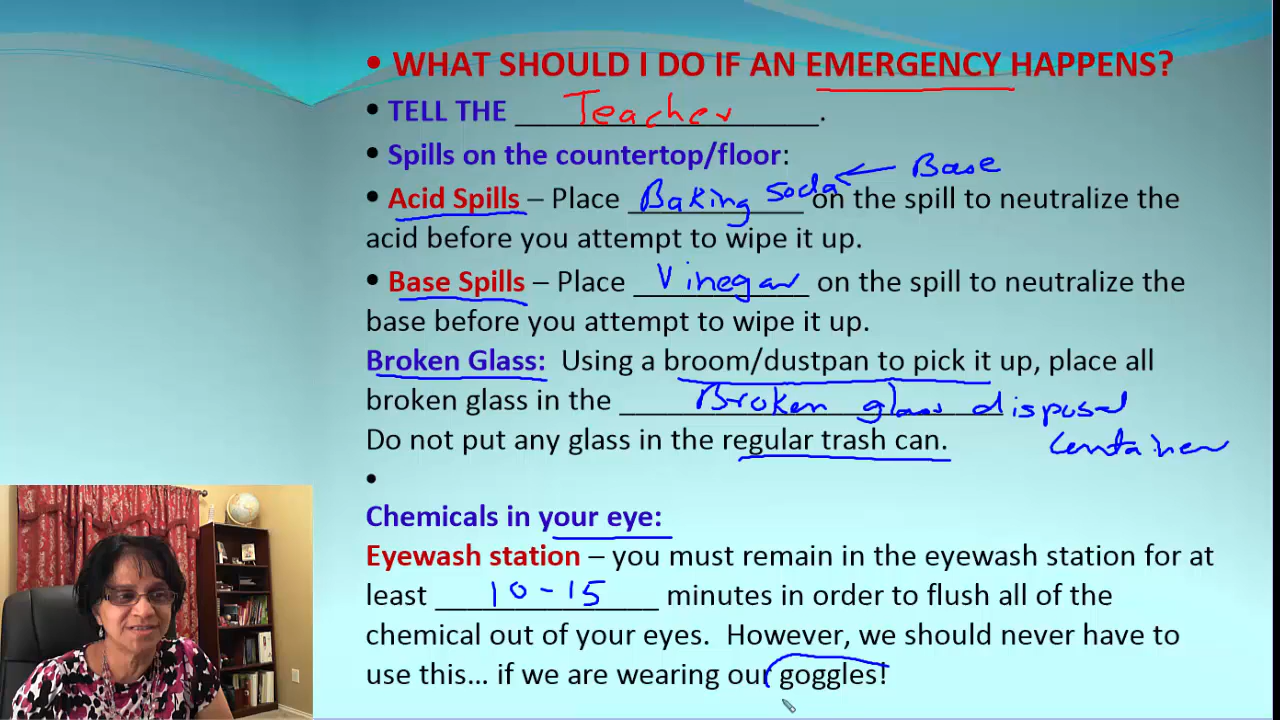 • WHAT SHOULD I DO IF AN EMERGENCY HAPPENS?
• TELL THE Teacher.
• Spills on the countertop/floor:
Base
• Acid Spills – Place Baking soda on the spill to neutralize the
acid before you attempt to wipe it up.
• Base Spills – Place Vinegar on the spill to neutralize the
base before you attempt to wipe it up.
Broken Glass: Using a broom/dustpan to pick it up, place all
broken glass in the Broken glass disposal
container
Do not put any glass in the regular trash can.
•
Chemicals in your eye:
Eyewash station – you must remain in the eyewash station for at
least 10-15 minutes in order to flush all of the
chemical out of your eyes. However, we should never have to
use this... if we are wearing our goggles!